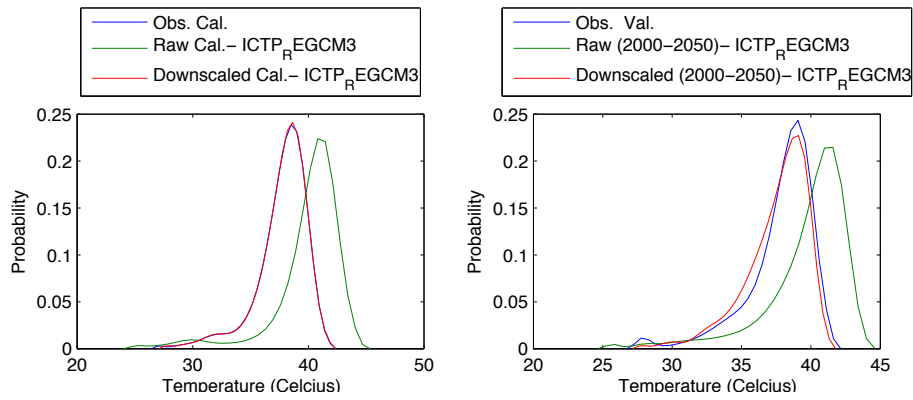 Obs. Cal.
Raw Cal.− ICTP_REGCM3
Downscaled Cal.− ICTP_REGCM3
0.25
0.2
0.15
0.1
0.05
0
20
30
40
50
Probability
Temperature (Celcius)
Obs. Val.
Raw (2000−2050)− ICTP_REGCM3
Downscaled (2000−2050)− ICTP_REGCM3
0.25
0.2
0.15
0.1
0.05
0
20
25
30
35
40
45
Probability
Temperature (Celcius)